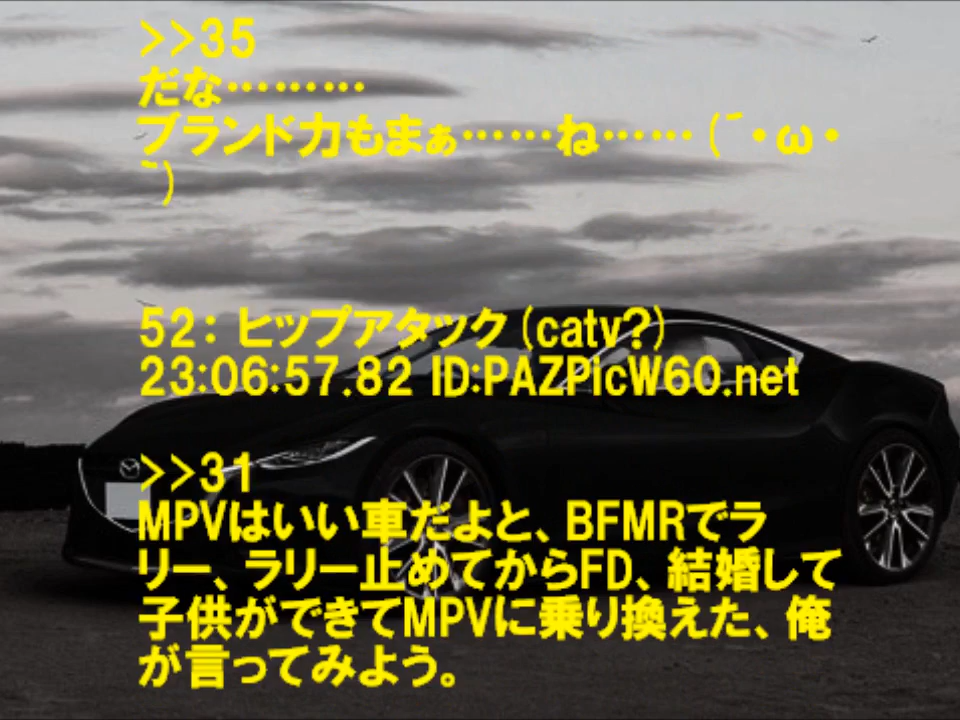 >>35
だな………
ブランド力もまぁ……ね……(´・ω・
｀)
52: ヒップアタック(catv?)
23:06:57.82 ID:PAZPicW60.net
>>31
MPVはいい車だよと、BFMRでラ
リー、ラリー止めてからFD、結婚して
子供ができてMPVに乗り換えた、俺
が言ってみよう。